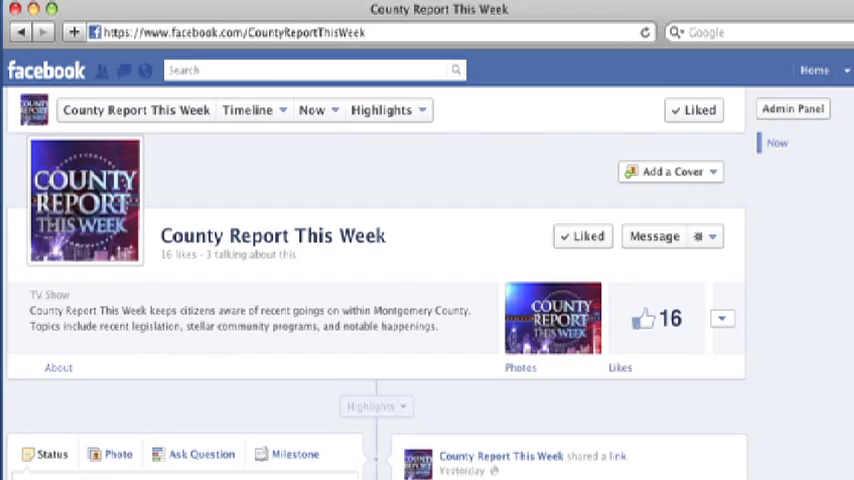 County Report This Week
https://www.facebook.com/CountyReportThisWeek
Google
facebook
Search
Home
County Report This Week Timeline Now Highlights
Liked
Admin Panel
Now
COUNTY
REPORT
THIS WEEK
Add a Cover
County Report This Week
16 likes · 3 talking about this
Liked
Message
TV Show
County Report This Week keeps citizens aware of recent goings on within Montgomery County.
Topics include recent legislation, stellar community programs, and notable happenings.
COUNTY
REPORT
THIS WEEK
16
About
Photos
Likes
Highlights
Status
Photo
Ask Question
Milestone
County Report This Week shared a link.
Yesterday